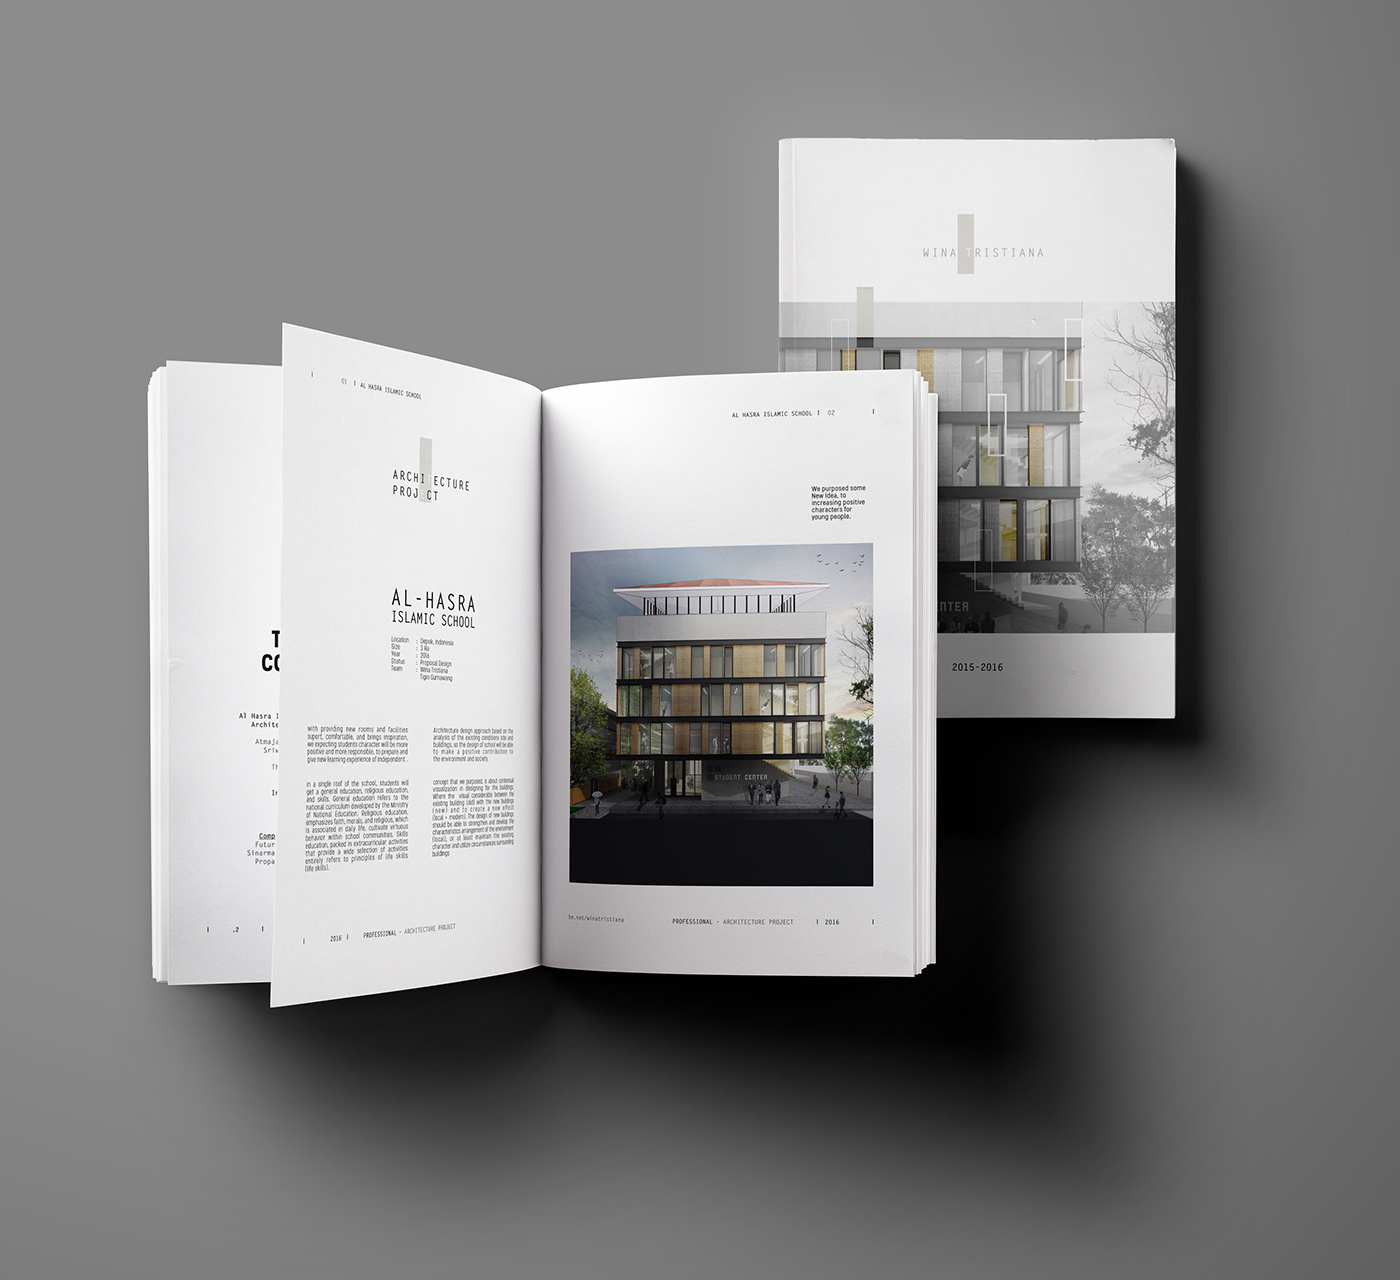 WINA TRISTIANA
2015-2016
Al Hasra I
Archite
Atmaja
Sriw
Th
In
Comp
Futur
Sinarma
Propa
.2
01 | AL HASRA ISLAMIC SCHOOL
ARCHI ECTURE
PROJECT
AL-HASRA
ISLAMIC SCHOOL
Location : Depok, Indonesia
Size : 3 Ha
Year : 2016
Status : Proposal Design
Team : Wina Tristiana
Tigin Gumawang
with providing new rooms and facilities
suport, comfortable, and brings inspiration,
we expecting students character will be more
positive and more responsible, to prepare and
give new learning experience of independent .
in a single roof of the school, students will
get a general education, religious education,
and skills. General education refers to the
national curriculum developed by the Ministry
of National Education. Religious education,
emphasizes faith, morals, and religious, which
is associated in daily life, cultivate virtuous
behavior within school communities. Skills
education, packed in extracurricular activities
that provide a wide selection of activities
entirely refers to principles of life skills
(life skills).
Architecture design approach based on the
analysis of the existing conditions site and
buildings, so the design of school will be able
to make a positive contribution to
the environment and society.
concept that we purposed, is about contextual
visualization in designing for the buildings.
Where the visual considerable between the
existing building (old) with the new buildings
(new) and to create a new effect
(local + modern). The design of new buildings
should be able to strengthen and develop the
characteristics arrangement of the environment
(local), or at least maintain the existing
character and utilize circumstances surrounding
buildings
2016 | PROFESSIONAL - ARCHITECTURE PROJECT
AL HASRA ISLAMIC SCHOOL | 02
We purposed some
New Idea, to
increasing positive
characters for
young people.
STUDENT CENTER
be.net/winatristiana
PROFESSIONAL - ARCHITECTURE PROJECT | 2016